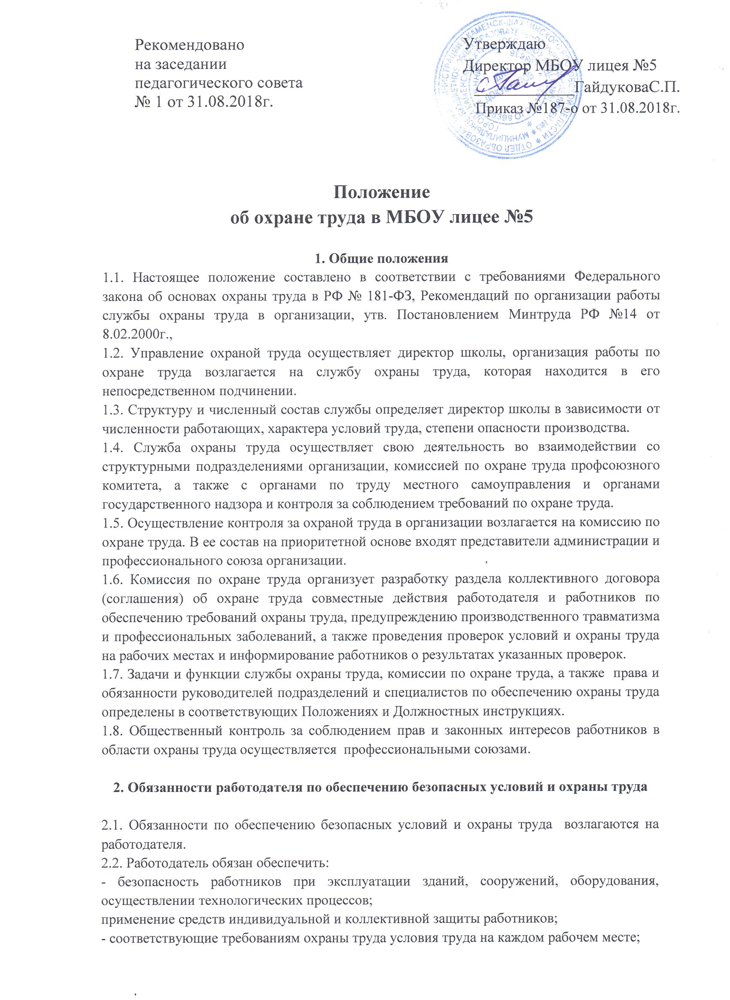 Рекомендовано
на заседании
педагогического совета
№ 1 от 31.08.2018г.
Утверждаю
Директор МБОУ лицея №5
ГайдуковаС.П.
Приказ №187-о от 31.08.2018г.
Положение
об охране труда в МБОУ лицее №5
1. Общие положения
1.1. Настоящее положение составлено в соответствии с требованиями Федерального
закона об основах охраны труда в РФ № 181-ФЗ, Рекомендаций по организации работы
службы охраны труда в организации, утв. Постановлением Минтруда РФ №14 от
8.02.2000г.,
1.2. Управление охраной труда осуществляет директор школы, организация работы по
охране труда возлагается на службу охраны труда, которая находится в его
непосредственном подчинении.
1.3. Структуру и численный состав службы определяет директор школы в зависимости от
численности работающих, характера условий труда, степени опасности производства.
1.4. Служба охраны труда осуществляет свою деятельность во взаимодействии со
структурными подразделениями организации, комиссией по охране труда профсоюзного
комитета, а также с органами по труду местного самоуправления и органами
государственного надзора и контроля за соблюдением требований по охране труда.
1.5. Осуществление контроля за охраной труда в организации возлагается на комиссию по
охране труда. В ее состав на приоритетной основе входят представители администрации и
профессионального союза организации.
1.6. Комиссия по охране труда организует разработку раздела коллективного договора
(соглашения) об охране труда совместные действия работодателя и работников по
обеспечению требований охраны труда, предупреждению производственного травматизма
и профессиональных заболеваний, а также проведения проверок условий и охраны труда
на рабочих местах и информирование работников о результатах указанных проверок.
1.7. Задачи и функции службы охраны труда, комиссии по охране труда, а также права и
обязанности руководителей подразделений и специалистов по обеспечению охраны труда
определены в соответствующих Положениях и Должностных инструкциях.
1.8. Общественный контроль за соблюдением прав и законных интересов работников в
области охраны труда осуществляется профессиональными союзами.
2. Обязанности работодателя по обеспечению безопасных условий и охраны труда
2.1. Обязанности по обеспечению безопасных условий и охраны труда возлагаются на
работодателя.
2.2. Работодатель обязан обеспечить:
- безопасность работников при эксплуатации зданий, сооружений, оборудования,
осуществлении технологических процессов;
применение средств индивидуальной и коллективной защиты работников;
- соответствующие требованиям охраны труда условия труда на каждом рабочем месте;